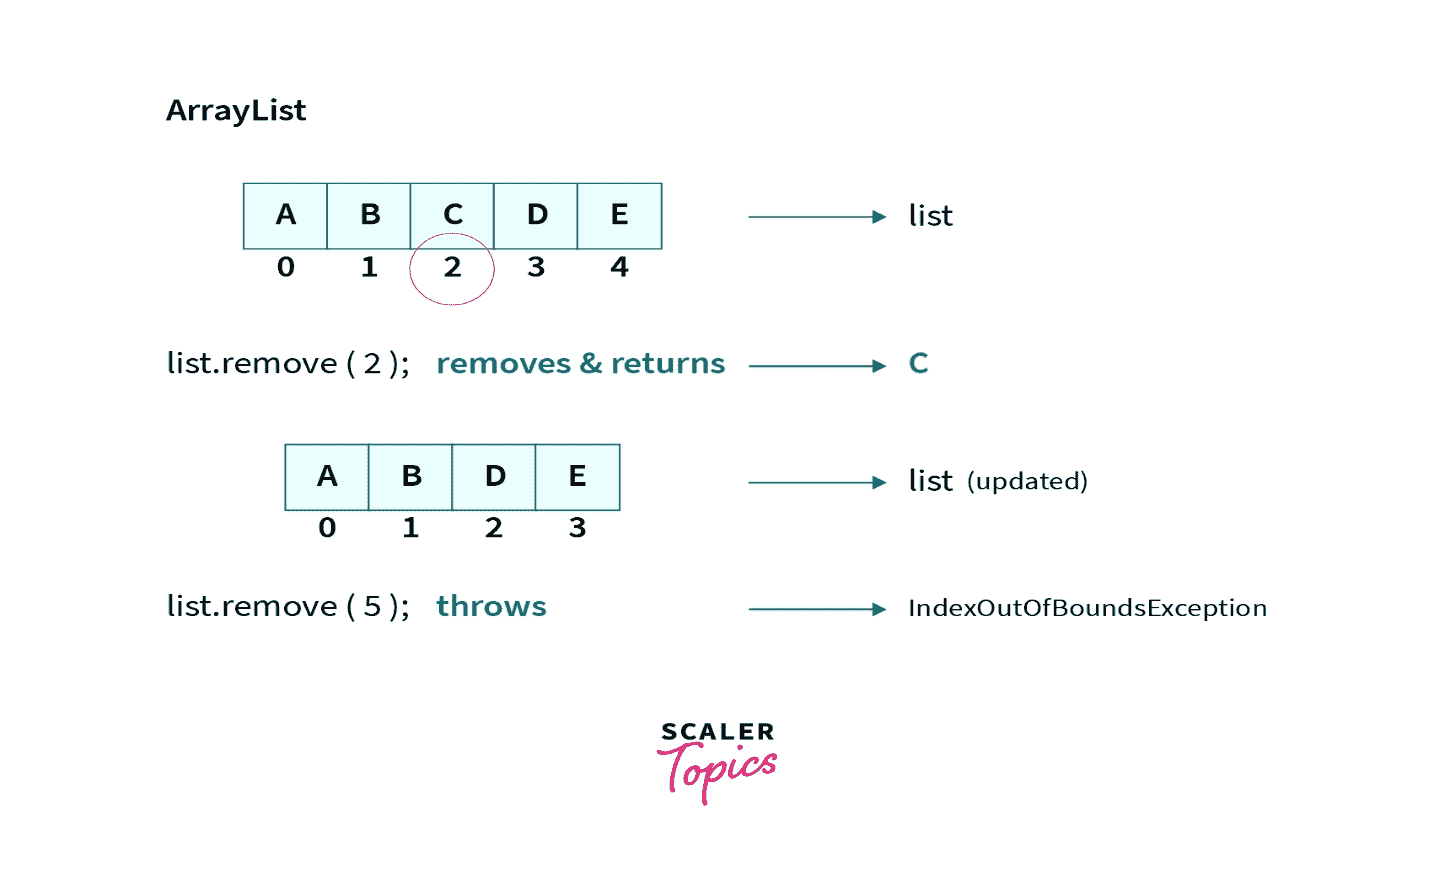 ArrayList
A B C D E → list
0 1 2 3 4
list.remove ( 2 ); removes & returns → C
A B D E → list (updated)
0 1 2 3
list.remove ( 5 ); throws → IndexOutOfBoundsException
SCALER
Topics